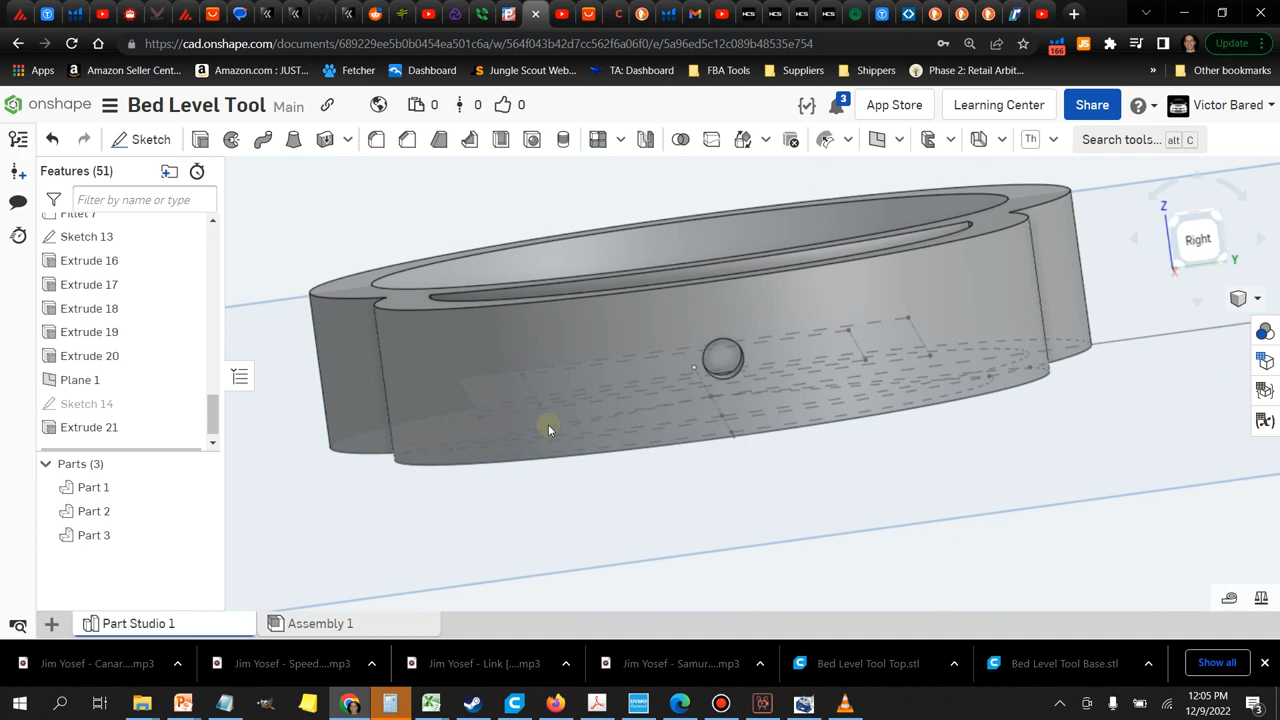 https://cad.onshape.com/documents/689229ee5b0b0454ea501c6a/w/564f043b42d7cc562f6a06f0/e/5a96ed5c12c089b48535e754
166
Update
Apps
Amazon Seller Cent...
Amazon.com : JUST...
Fetcher
Dashboard
Jungle Scout Web...
TA: Dashboard
FBA Tools
Suppliers
Shippers
Phase 2: Retail Arbit...
»
Other bookmarks
onshape
Bed Level Tool
Main
0
0
0
3
App Store
Learning Center
Share
Victor Bared
Sketch
Th
Search tools...
alt
C
Features (51)
Filter by name or type
Fillet 7
Sketch 13
Extrude 16
Extrude 17
Extrude 18
Extrude 19
Extrude 20
Plane 1
Sketch 14
Extrude 21
Parts (3)
Part 1
Part 2
Part 3
Z
Right
Y
X
(x)
Part Studio 1
Assembly 1
Jim Yosef - Canar....mp3
Jim Yosef - Speed....mp3
Jim Yosef - Link [....mp3
Jim Yosef - Samur....mp3
Bed Level Tool Top.stl
Bed Level Tool Base.stl
Show all
12:05 PM
12/9/2022